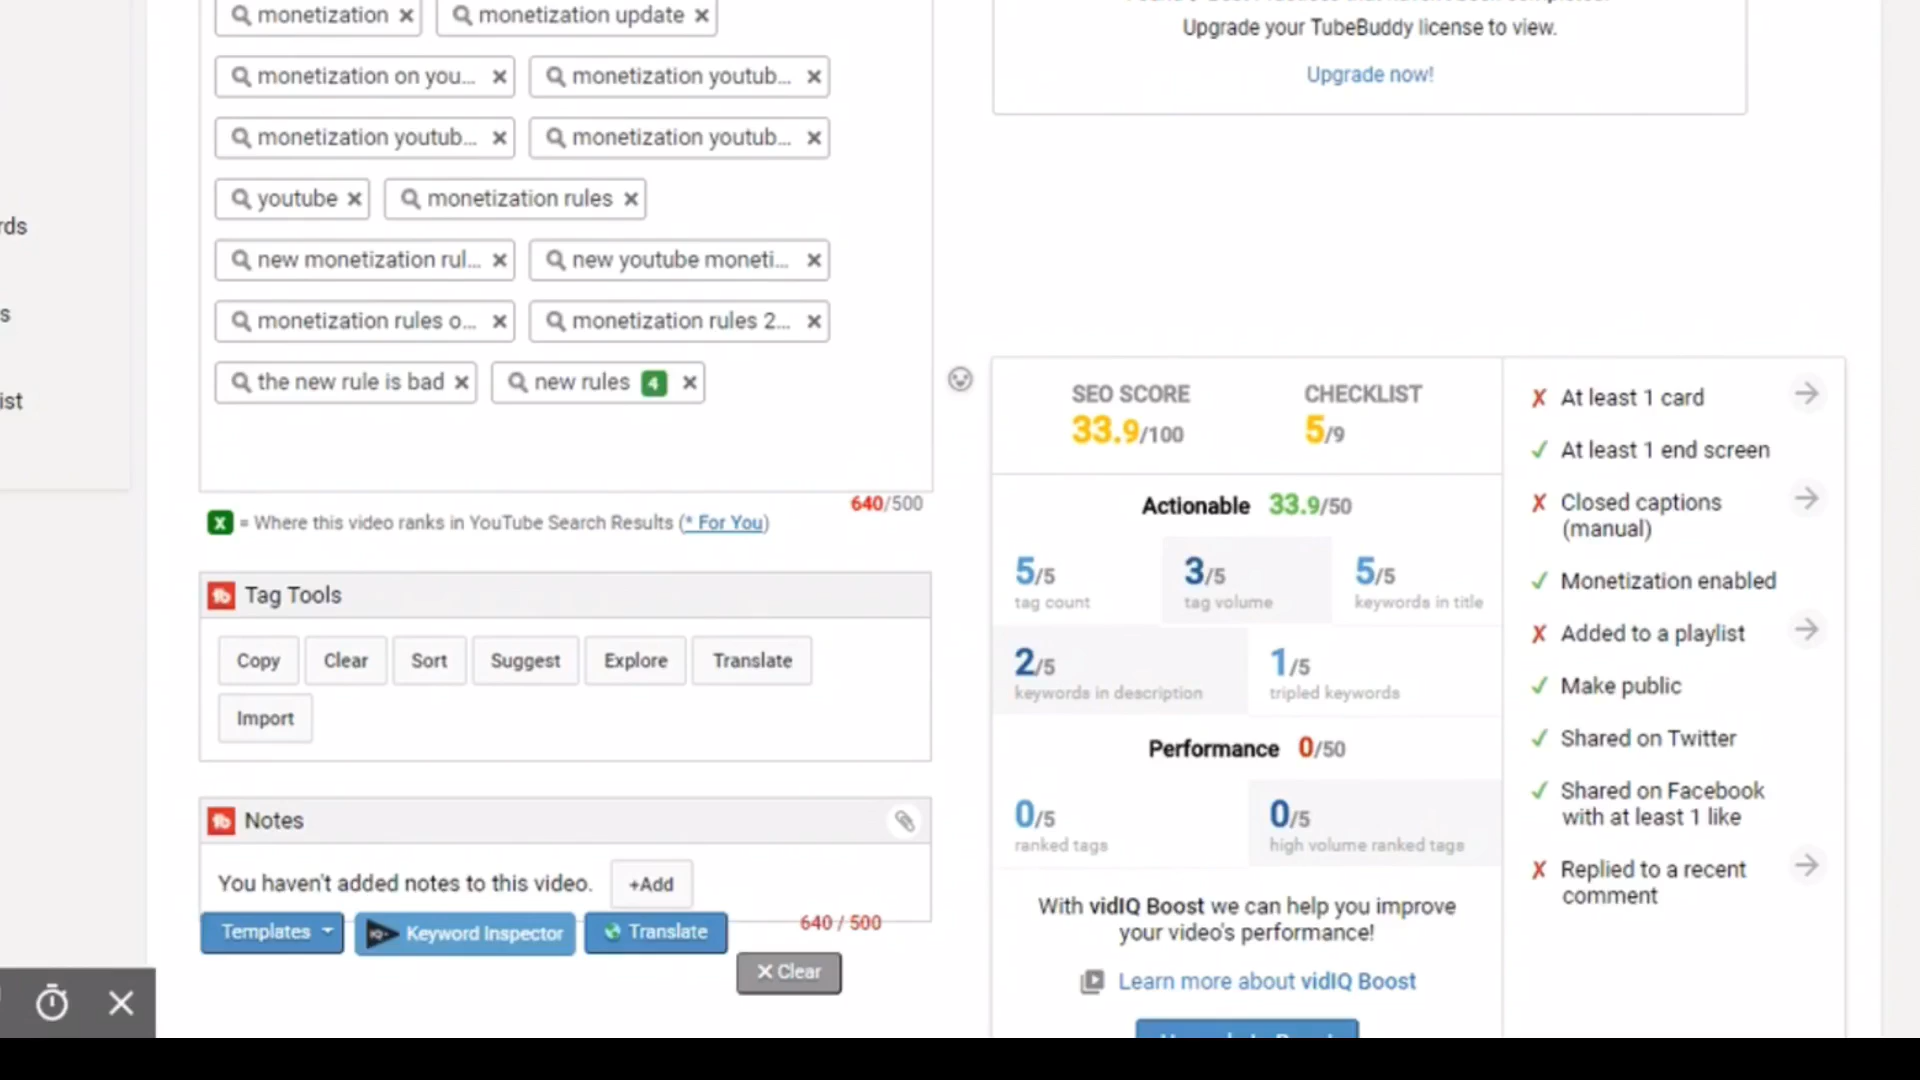 monetization
monetization update
monetization on you...
monetization youtub...
monetization youtub...
monetization youtub...
youtube
monetization rules
new monetization rul...
new youtube moneti...
monetization rules o...
monetization rules 2...
the new rule is bad
new rules 4
640/500
X = Where this video ranks in YouTube Search Results (* For You)
Tag Tools
Copy
Clear
Sort
Suggest
Explore
Translate
Import
Notes
You haven't added notes to this video.
+Add
Templates
Keyword Inspector
Translate
640 / 500
Clear
rds
s
ist
Upgrade your TubeBuddy license to view.
Upgrade now!
SEO SCORE
33.9/100
CHECKLIST
5/9
Actionable 33.9/50
5/5
tag count
3/5
tag volume
5/5
keywords in title
2/5
keywords in description
1/5
tripled keywords
Performance 0/50
0/5
ranked tags
0/5
high volume ranked tags
With vidIQ Boost we can help you improve
your video's performance!
Learn more about vidIQ Boost
At least 1 card
At least 1 end screen
Closed captions
(manual)
Monetization enabled
Added to a playlist
Make public
Shared on Twitter
Shared on Facebook
with at least 1 like
Replied to a recent
comment